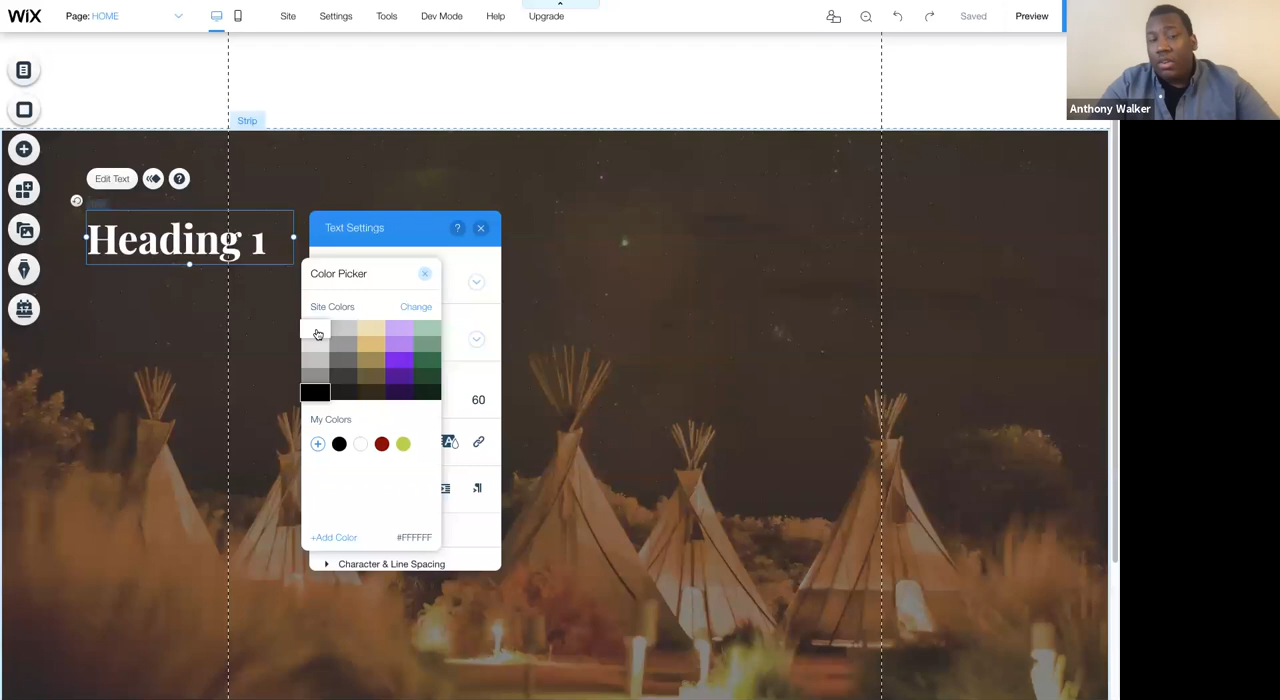 WiX Page: HOME Site Settings Tools Dev Mode Help Upgrade Saved Preview
Anthony Walker
Strip
Edit Text ?
Heading 1
Text Settings ?
Color Picker
Site Colors Change
60
My Colors
A
+Add Color #FFFFFF
Character & Line Spacing